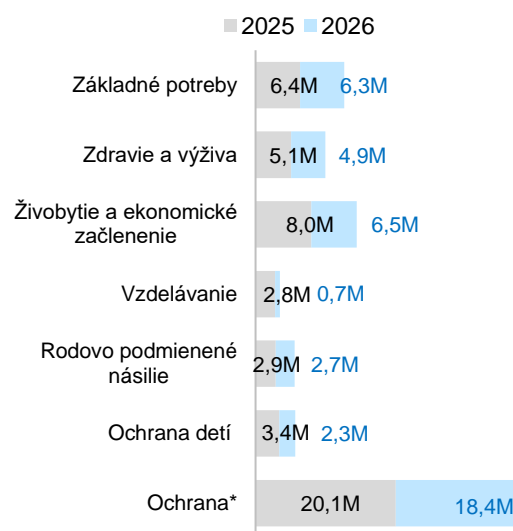 2025 2026
Základné potreby 6,4M 6,3M
Zdravie a výživa 5,1M 4,9M
Živobytie a ekonomické
začlenenie 8,0M 6,5M
Vzdelávanie 2,8M 0,7M
Rodovo podmienené
násilie 2,9M 2,7M
Ochrana detí 3,4M 2,3M
Ochrana* 20,1M 18,4M